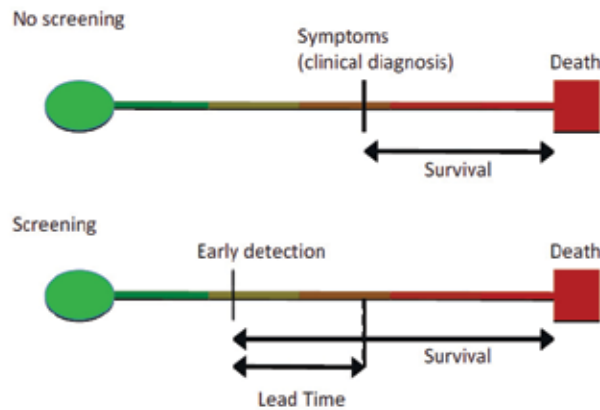 No screening
Symptoms
(clinical diagnosis)
Death
Survival
Screening
Early detection
Death
Survival
Lead Time